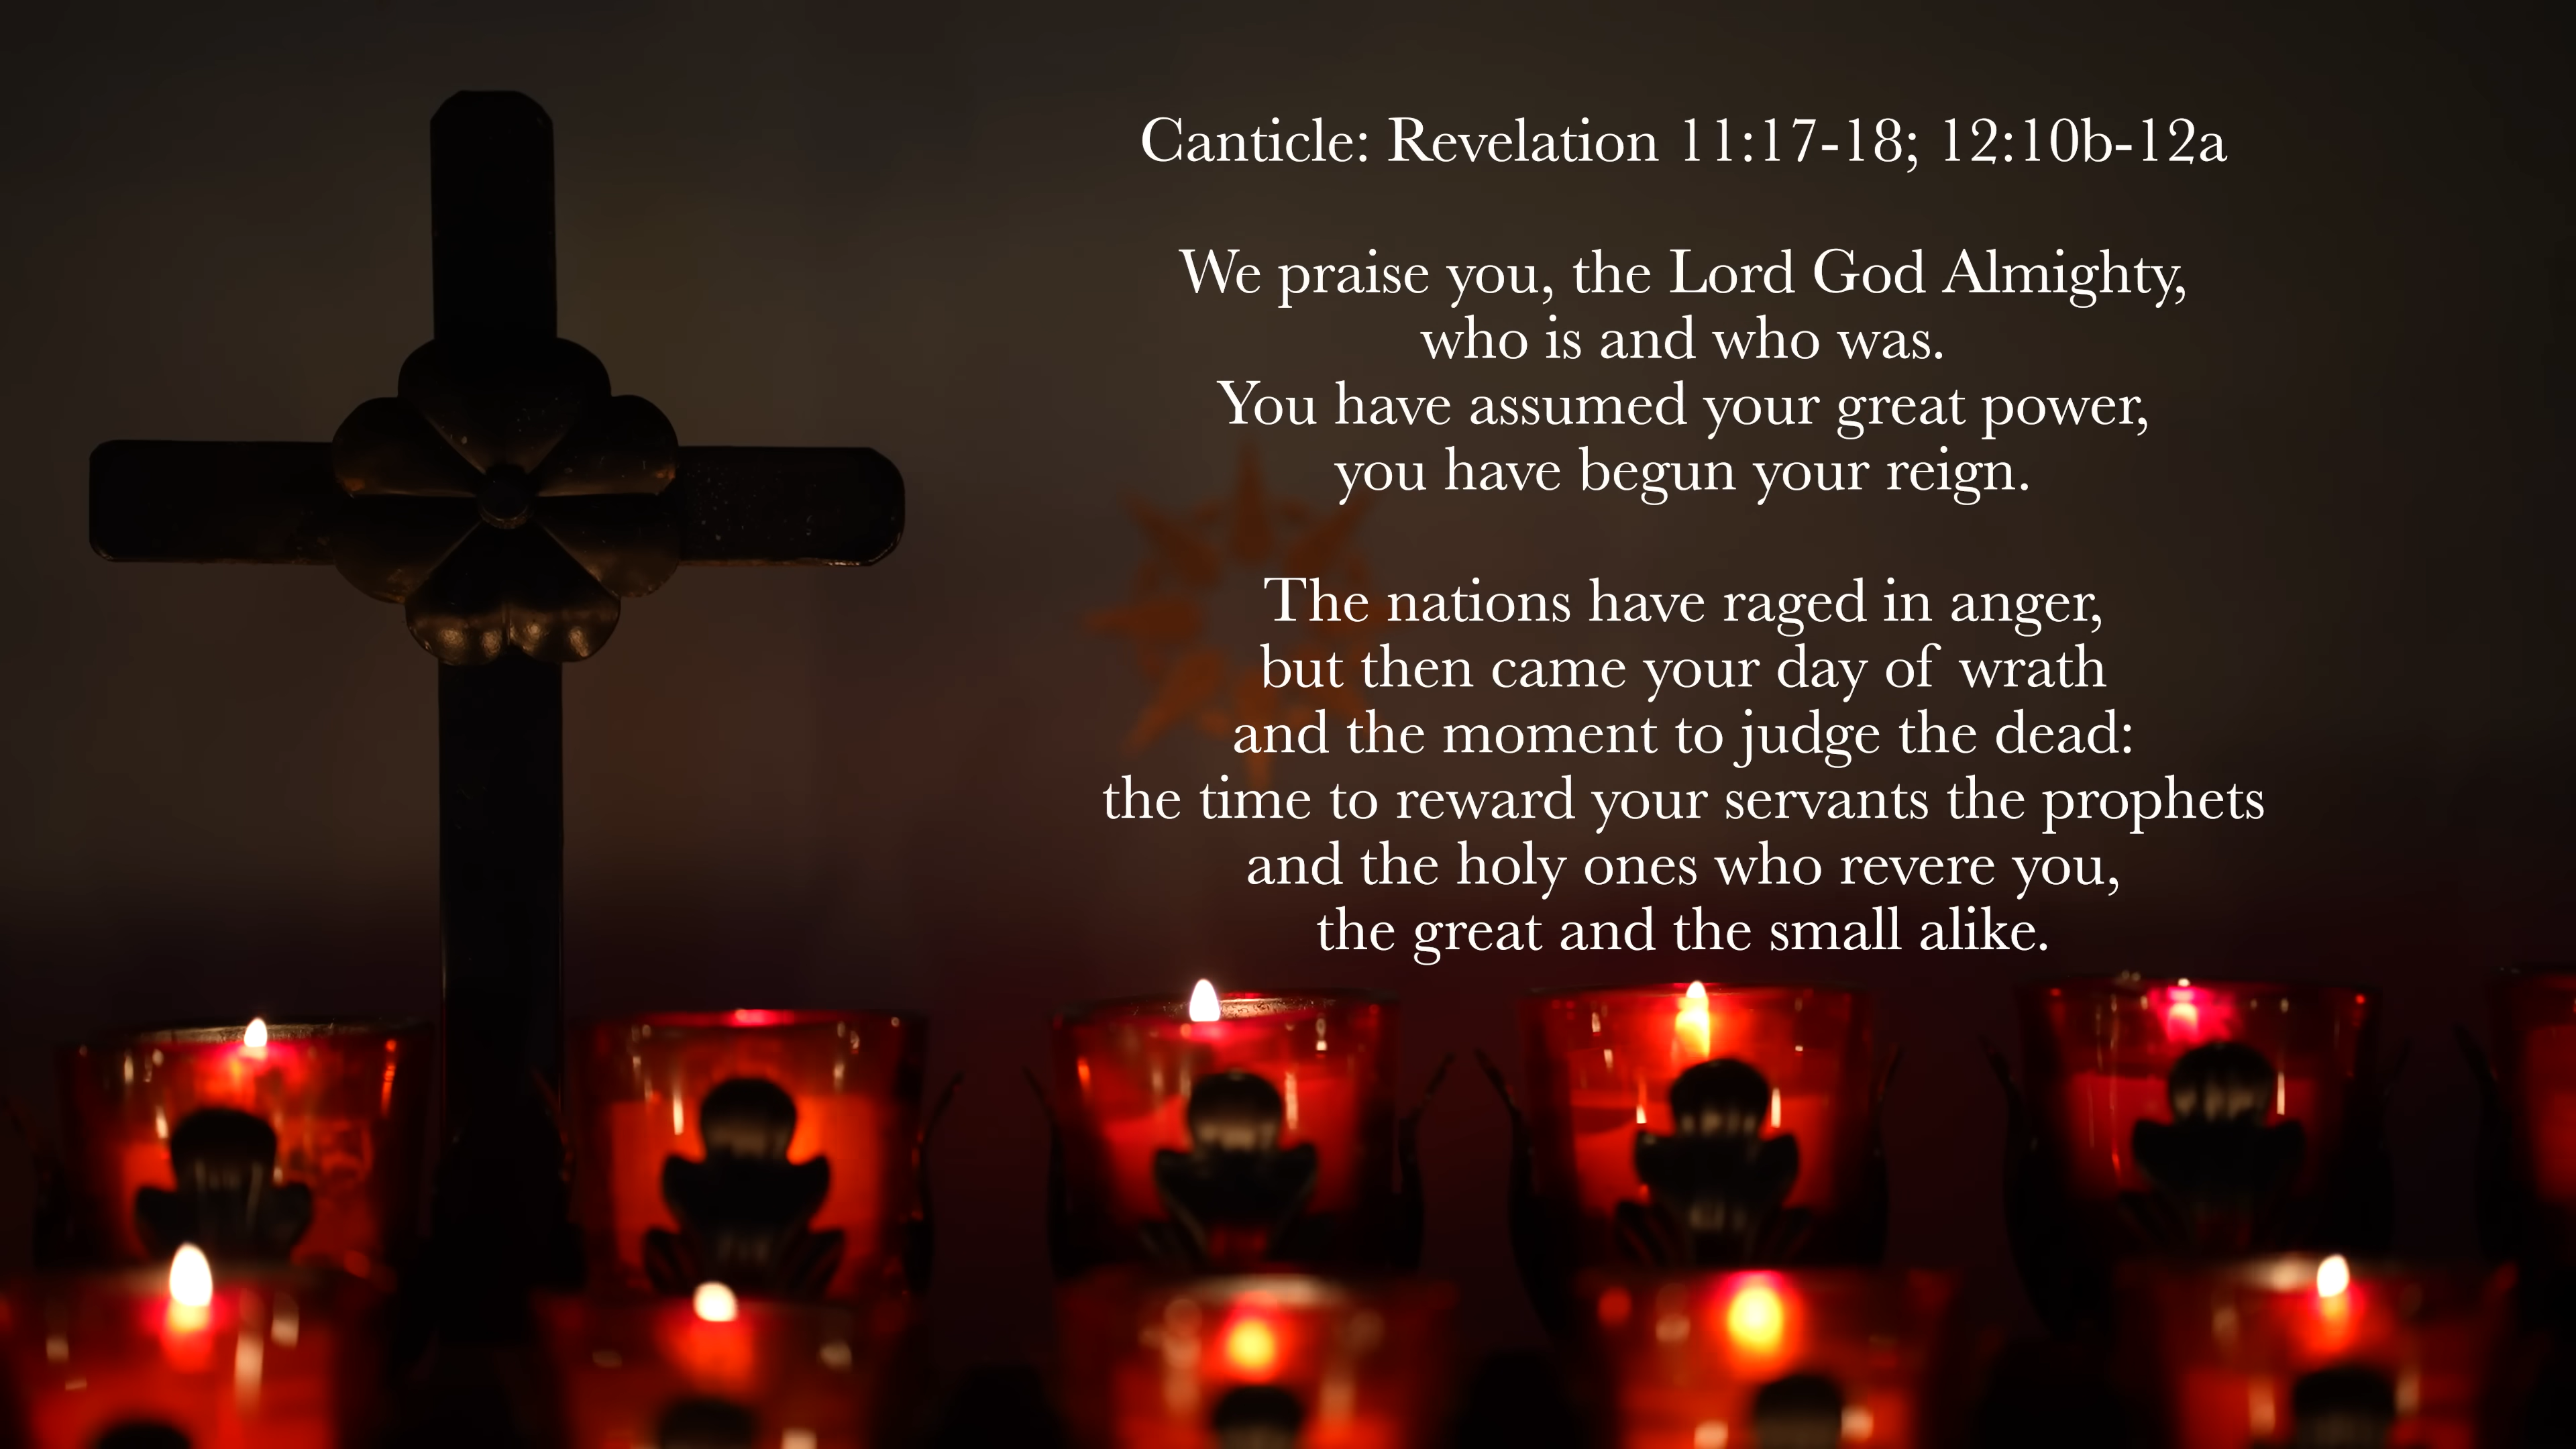 Canticle: Revelation 11:17-18; 12:10b-12a
We praise you, the Lord God Almighty,
who is and who was.
You have assumed your great power,
you have begun your reign.
The nations have raged in anger,
but then came your day of wrath
and the moment to judge the dead:
the time to reward your servants the prophets
and the holy ones who revere you,
the great and the small alike.